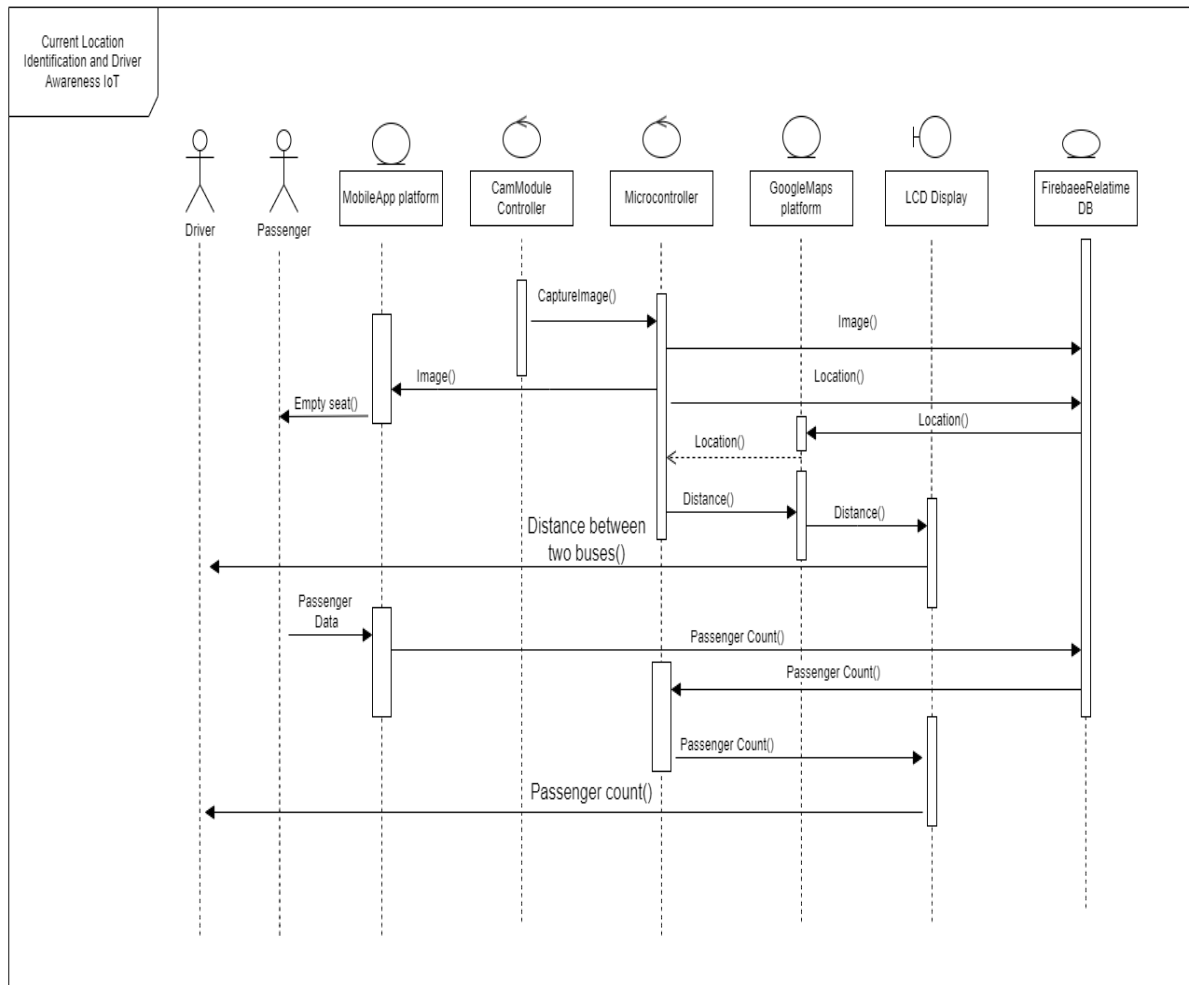 Current Location
Identification and Driver
Awareness IoT
Driver
Passenger
MobileApp platform
CamModule
Controller
Microcontroller
GoogleMaps
platform
LCD Display
FirebaeeRelatime
DB
CaptureImage()
Image()
Image()
Location()
Empty seat()
Location()
Location()
Distance()
Distance()
Distance between
two buses()
Passenger
Data
Passenger Count()
Passenger Count()
Passenger Count()
Passenger count()